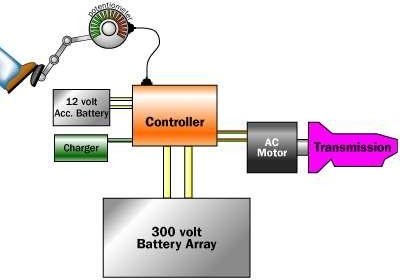 potentiometer
12 volt
Acc. Battery
Controller
Charger
AC
Motor
Transmission
300 volt
Battery Array